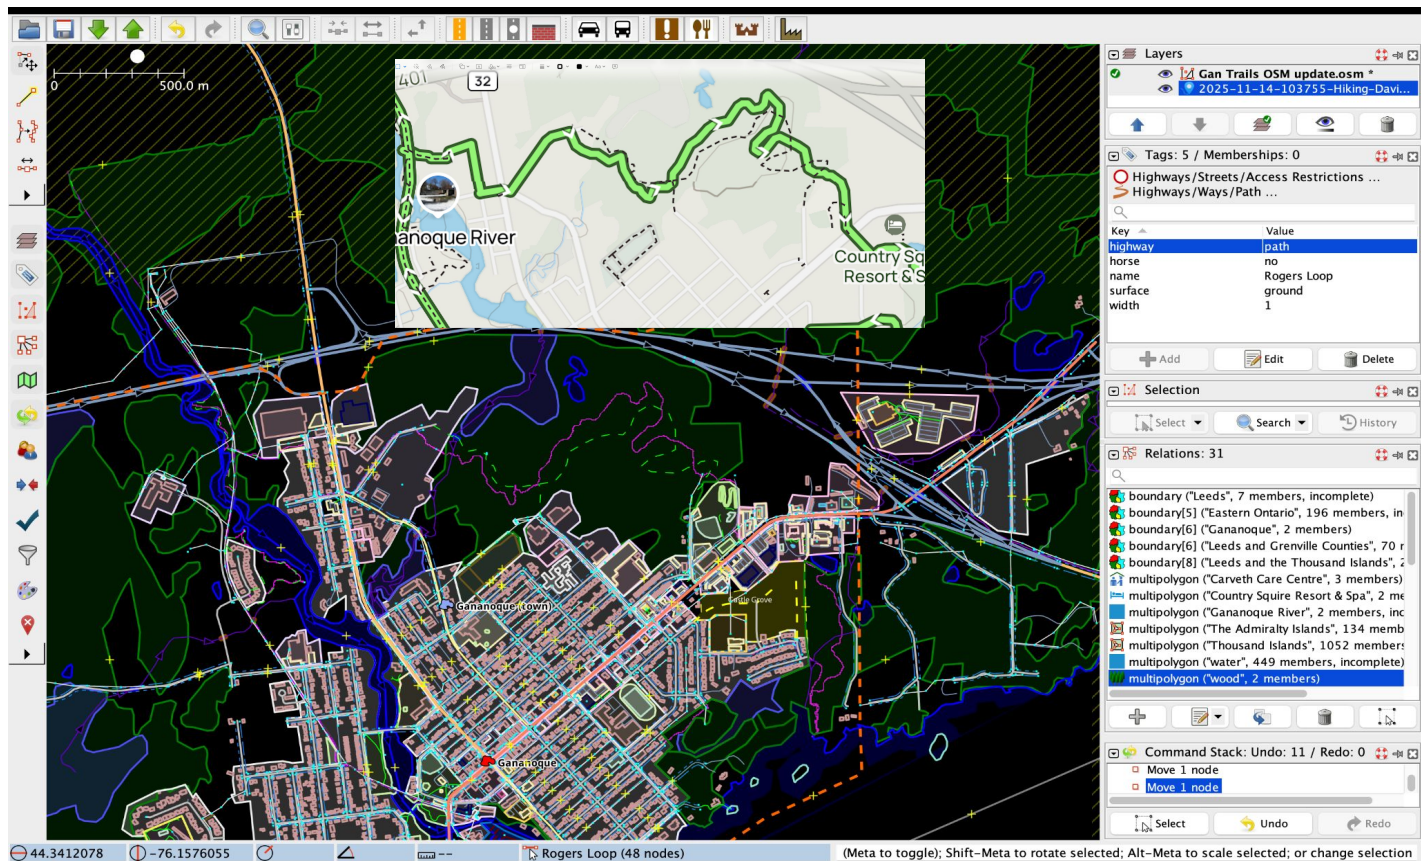 500.0 m
401
32
anoque River
Country Sq
Resort & S
Gananoque (town)
Castle Grove
Gananoque
Layers
Gan Trails OSM update.osm *
2025-11-14-103755-Hiking-Davi...
Tags: 5 / Memberships: 0
Highways/Streets/Access Restrictions ...
Highways/Ways/Path ...
Key Value
highway path
horse no
name Rogers Loop
surface ground
width 1
Add Edit Delete
Selection
Select Search History
Relations: 31
boundary ("Leeds", 7 members, incomplete)
boundary[5] ("Eastern Ontario", 196 members, in
boundary[6] ("Gananoque", 2 members)
boundary[6] ("Leeds and Grenville Counties", 70 r
boundary[8] ("Leeds and the Thousand Islands", 2
multipolygon ("Carveth Care Centre", 3 members)
multipolygon ("Country Squire Resort & Spa", 2 me
multipolygon ("Gananoque River", 2 members, inc
multipolygon ("The Admiralty Islands", 134 memb
multipolygon ("Thousand Islands", 1052 members
multipolygon ("water", 449 members, incomplete)
multipolygon ("wood", 2 members)
Command Stack: Undo: 11 / Redo: 0
Move 1 node
Move 1 node
Select Undo Redo
44.3412078 -76.1576055 -- Rogers Loop (48 nodes) (Meta to toggle); Shift-Meta to rotate selected; Alt-Meta to scale selected; or change selection